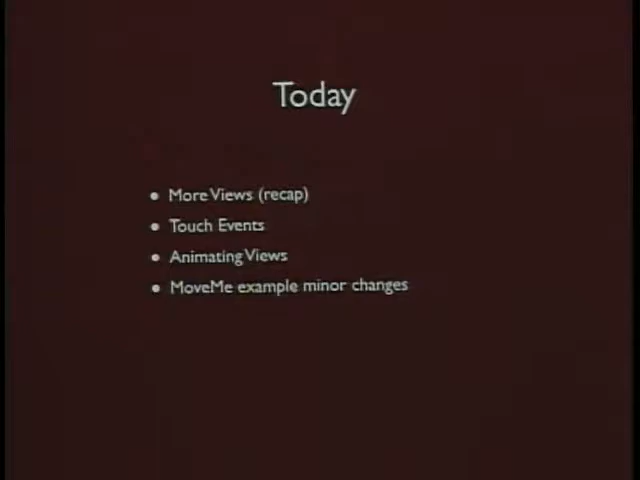 Today
• More Views (recap)
• Touch Events
• Animating Views
• MoveMe example minor changes